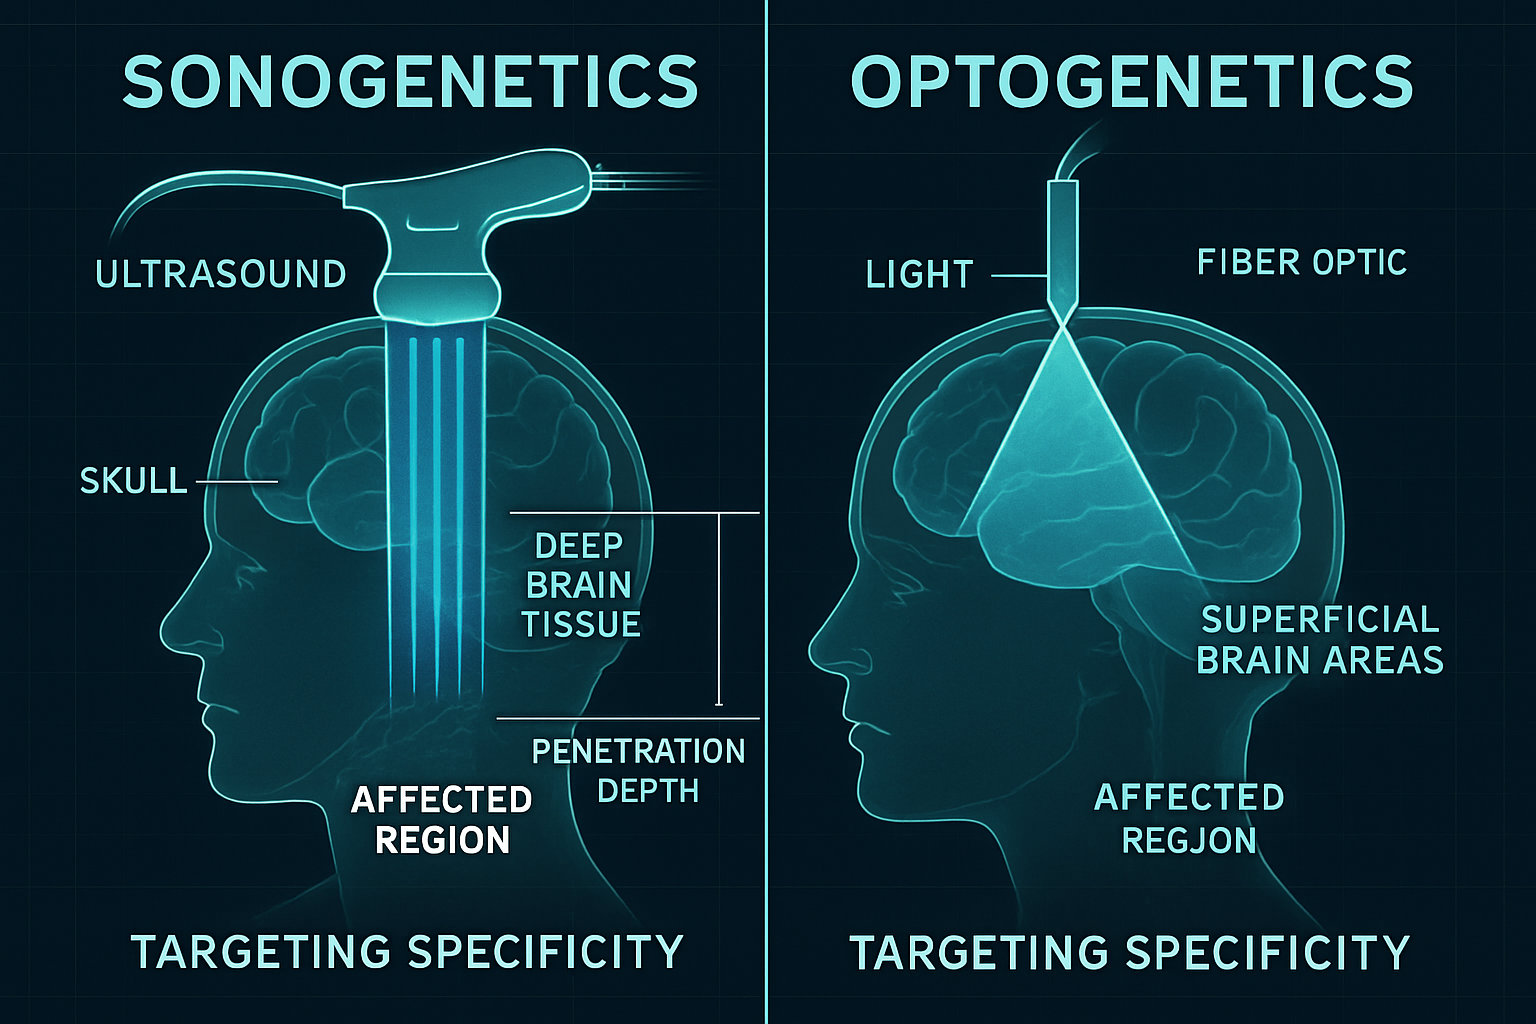 SONOGENETICS
ULTRASOUND
SKULL
DEEP
BRAIN
TISSUE
PENETRATION
DEPTH
AFFECTED
REGION
TARGETING SPECIFICITY
OPTOGENETICS
LIGHT
FIBER OPTIC
SUPERFICIAL
BRAIN AREAS
AFFECTED
REGJON
TARGETING SPECIFICITY